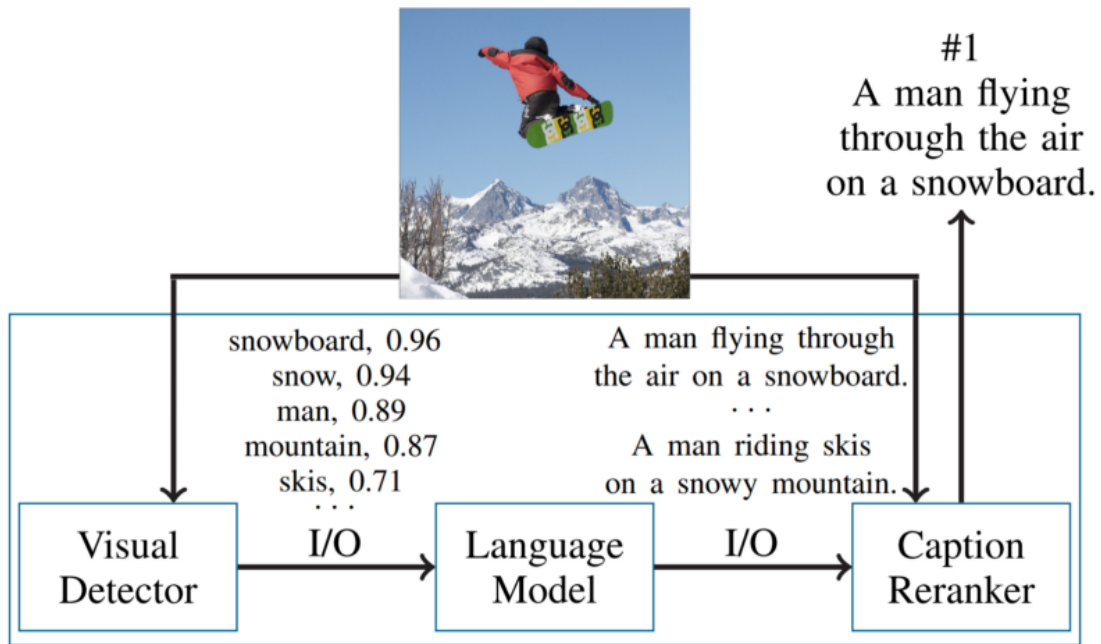 #1
A man flying
through the air
on a snowboard.
snowboard, 0.96
snow, 0.94
man, 0.89
mountain, 0.87
skis, 0.71
. . .
A man flying through
the air on a snowboard.
. . .
A man riding skis
on a snowy mountain.
Visual
Detector
I/O
Language
Model
I/O
Caption
Reranker